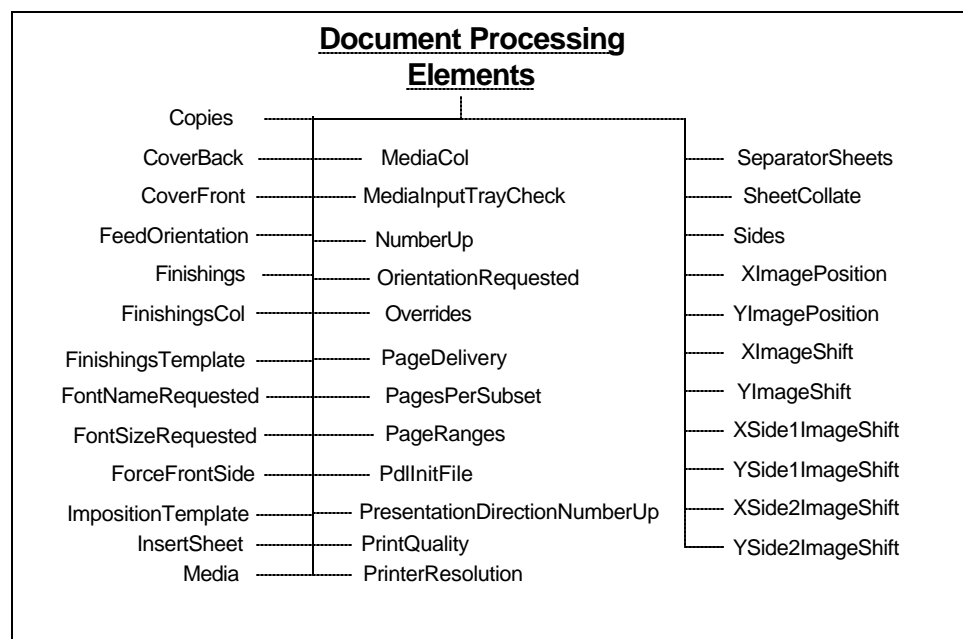 Document Processing
Elements
Copies
CoverBack
CoverFront
FeedOrientation
Finishings
FinishingsCol
FinishingsTemplate
FontNameRequested
FontSizeRequested
ForceFrontSide
ImpositionTemplate
InsertSheet
Media
MediaCol
MediaInputTrayCheck
NumberUp
OrientationRequested
Overrides
PageDelivery
PagesPerSubset
PageRanges
PdlInitFile
PresentationDirectionNumberUp
PrintQuality
PrinterResolution
SeparatorSheets
SheetCollate
Sides
XImagePosition
YImagePosition
XImageShift
YImageShift
XSide1ImageShift
YSide1ImageShift
XSide2ImageShift
YSide2ImageShift